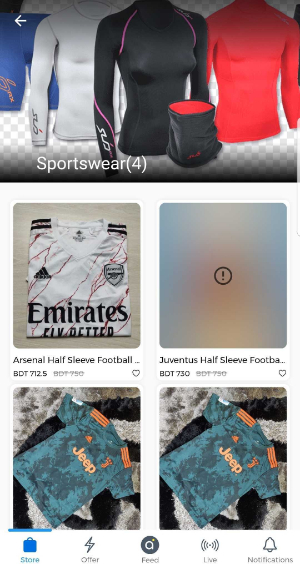 Sportswear(4)
Emirates
FLY BETTER
Arsenal Half Sleeve Football ...
Juventus Half Sleeve Footba...
BDT 712.5 BDT 750
BDT 730 BDT 750
Jeep
Jeep
Store
Offer
Feed
Live
Notifications